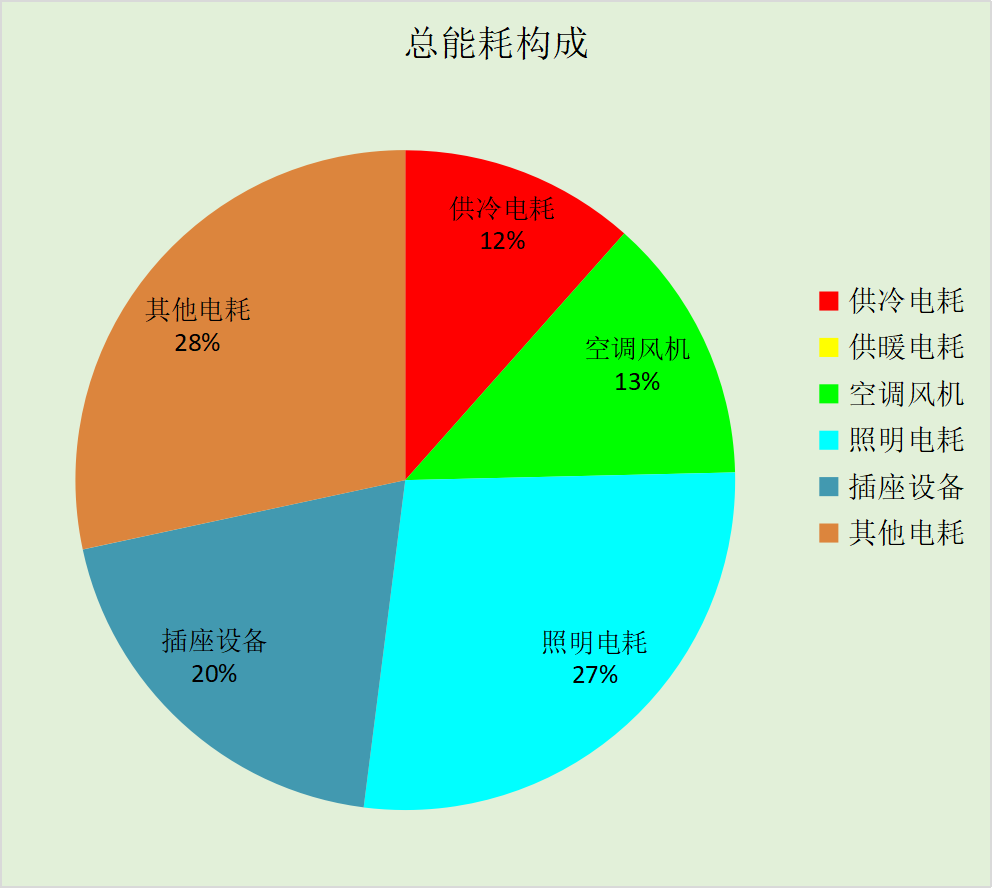 总能耗构成
供冷电耗
12%
空调风机
13%
照明电耗
27%
插座设备
20%
其他电耗
28%
供冷电耗
供暖电耗
空调风机
照明电耗
插座设备
其他电耗